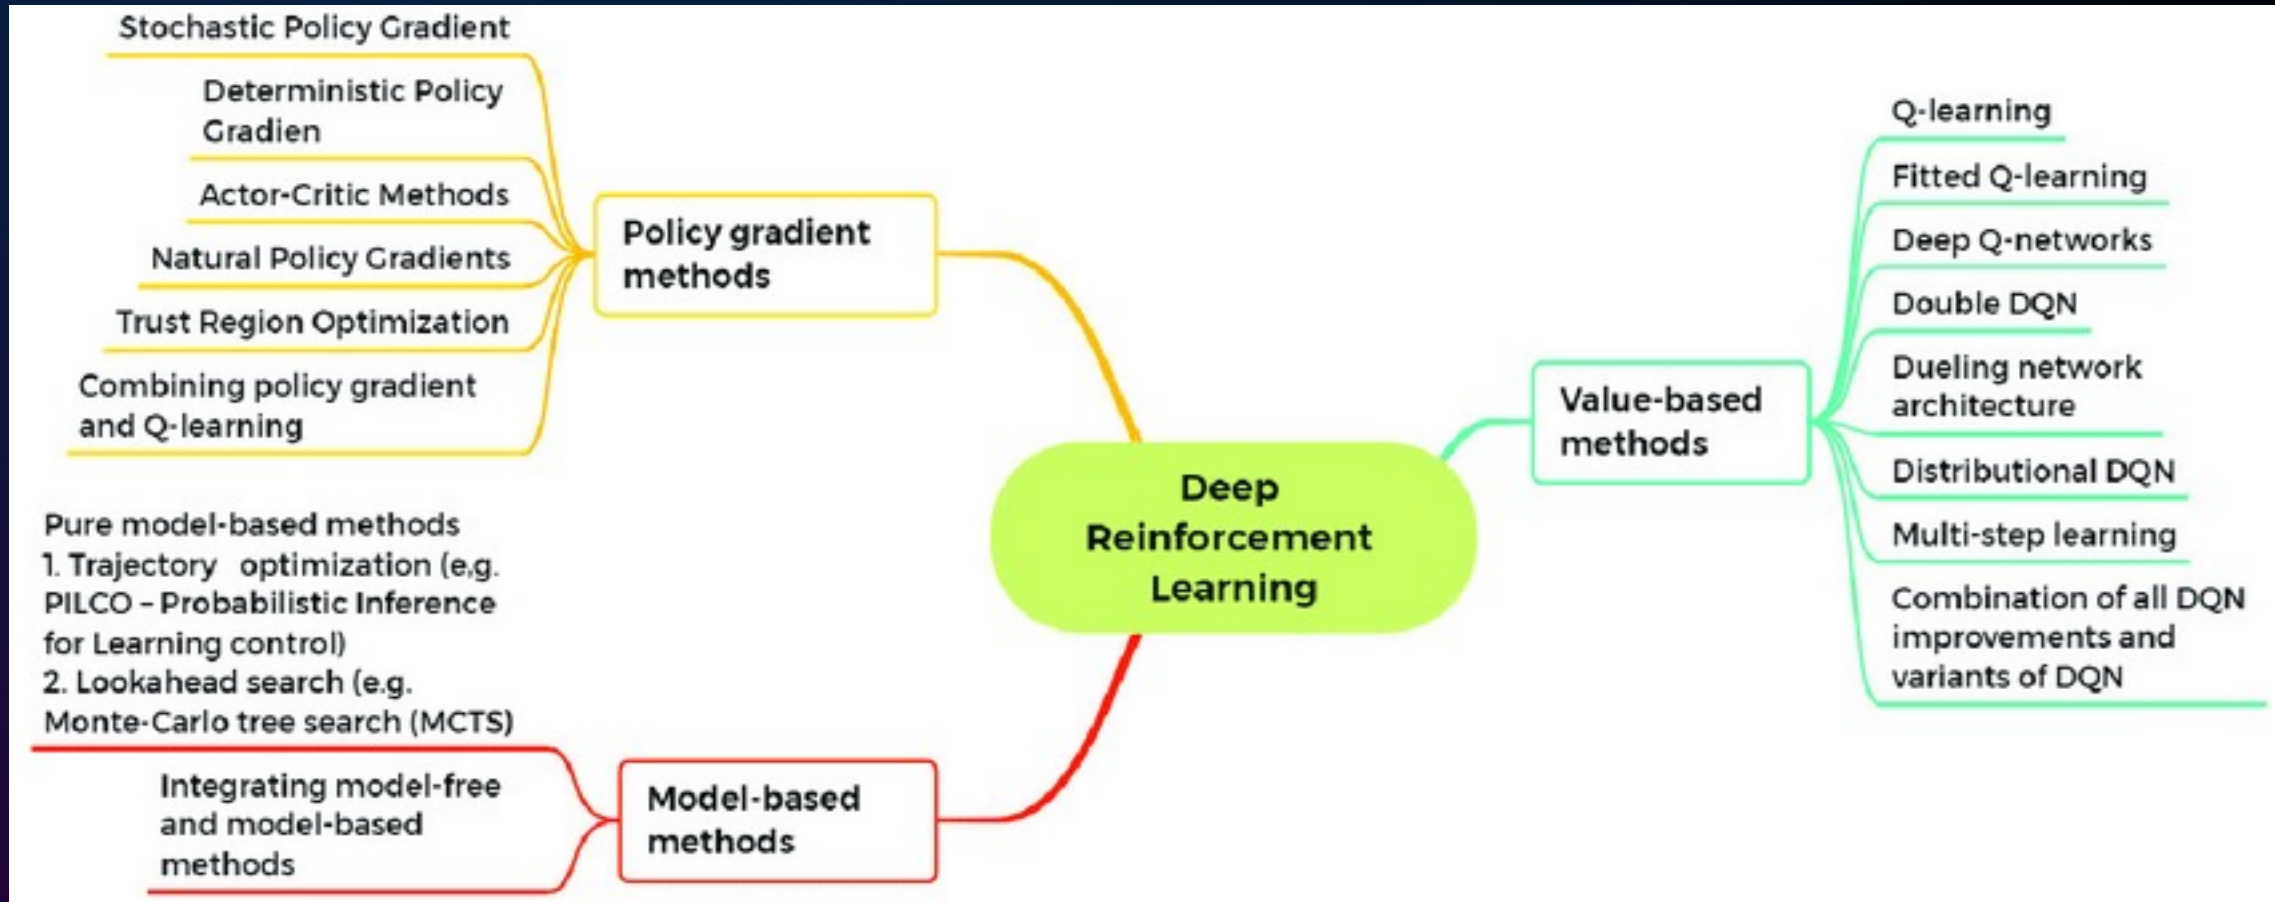 Stochastic Policy Gradient
Deterministic Policy
Gradien
Actor-Critic Methods
Natural Policy Gradients
Trust Region Optimization
Combining policy gradient
and Q-learning
Policy gradient
methods
Pure model-based methods
1. Trajectory optimization (e,g.
PILCO – Probabilistic Inference
for Learning control)
2. Lookahead search (e.g.
Monte-Carlo tree search (MCTS)
Integrating model-free
and model-based
methods
Model-based
methods
Deep
Reinforcement
Learning
Value-based
methods
Q-learning
Fitted Q-learning
Deep Q-networks
Double DQN
Dueling network
architecture
Distributional DQN
Multi-step learning
Combination of all DQN
improvements and
variants of DQN